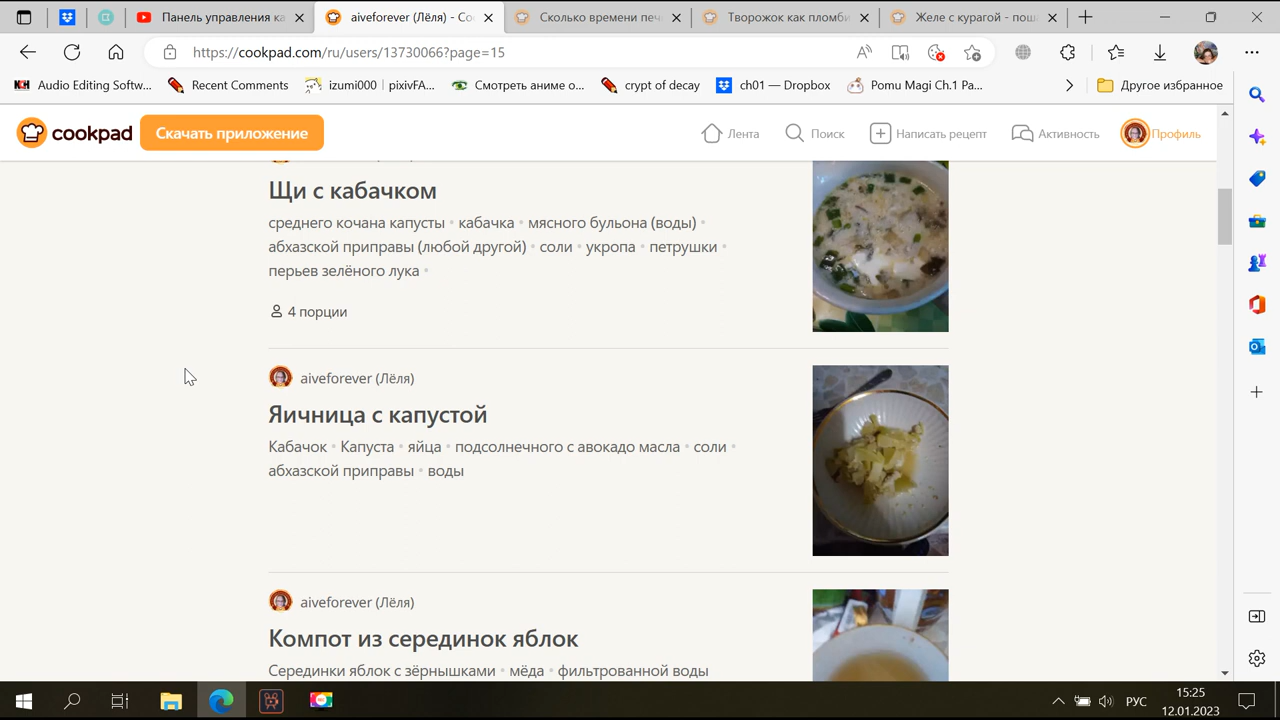 Панель управления ка
aiveforever (Лёля) - Co
Сколько времени печ
Творожок как пломби
Желе с курагой - пош
https://cookpad.com/ru/users/13730066?page=15
Audio Editing Softw...
Recent Comments
izumi000 | pixivFA...
Смотреть аниме о...
crypt of decay
ch01 — Dropbox
Pomu Magi Ch.1 Pa...
Другое избранное
cookpad
Скачать приложение
Лента
Поиск
Написать рецепт
Активность
Профиль
Щи с кабачком
среднего кочана капусты • кабачка • мясного бульона (воды) •
абхазской приправы (любой другой) • соли • укропа • петрушки •
перьев зелёного лука •
4 порции
aiveforever (Лёля)
Яичница с капустой
Кабачок • Капуста • яйца • подсолнечного с авокадо масла • соли •
абхазской приправы • воды
aiveforever (Лёля)
Компот из серединок яблок
Серединки яблок с зёрнышками • мёда • фильтрованной воды
РУС
15:25
12.01.2023